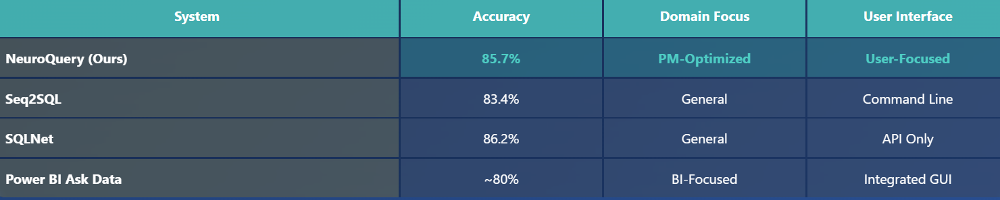 System Accuracy Domain Focus User Interface
NeuroQuery (Ours) 85.7% PM-Optimized User-Focused
Seq2SQL 83.4% General Command Line
SQLNet 86.2% General API Only
Power BI Ask Data ~80% BI-Focused Integrated GUI